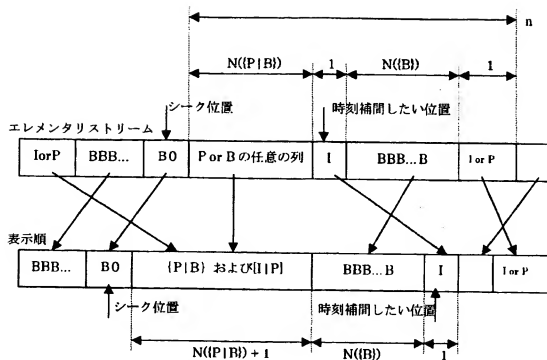 n
N({P|B}) 1 N({B}) 1
シーク位置 時刻補間したい位置
エレメンタリストリーム
IorP BBB... B0 P or Bの任意の列 I BBB...B I or P
表示順
BBB... B0 {P|B} および[I|P] BBB...B I I or P
シーク位置 時刻補間したい位置
N({P|B}) + 1 N({B}) 1